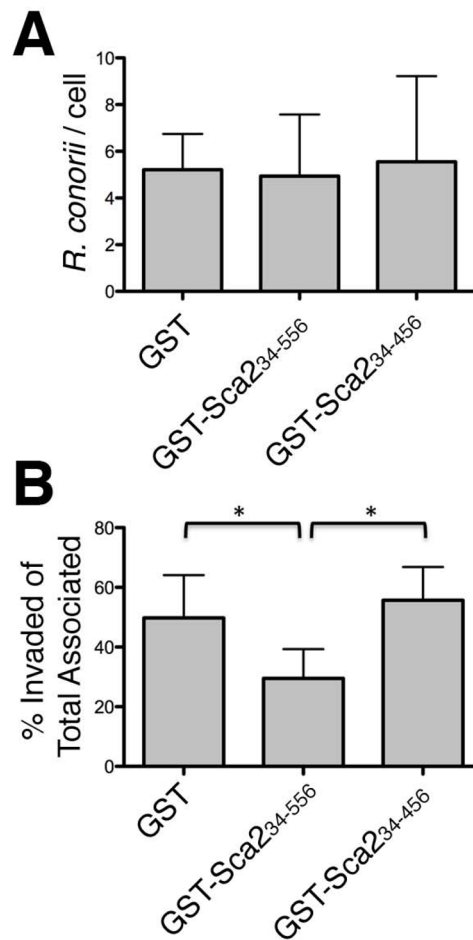 A
R. conorii / cell
10
8
6
4
2
0
GST
GST-Sca234-556
GST-Sca234-456
B
% Invaded of
Total Associated
80
60
40
20
0
* *
GST
GST-Sca234-556
GST-Sca234-456